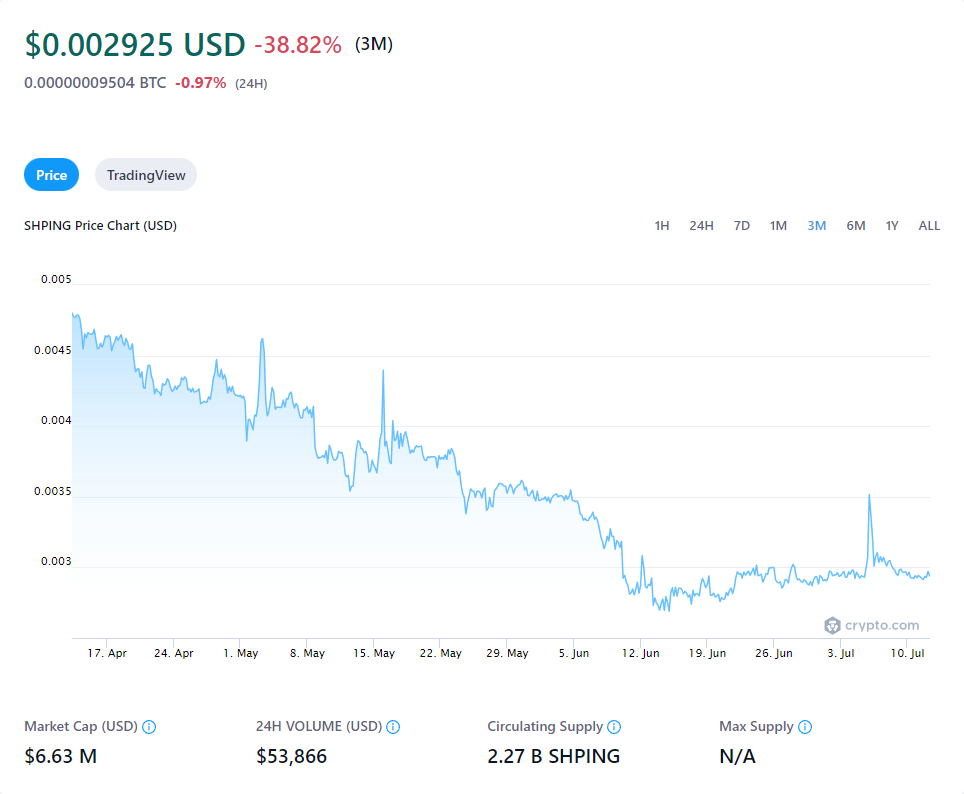 $0.002925 USD -38.82% (3M)
0.00000009504 BTC -0.97% (24H)
Price TradingView
SHPING Price Chart (USD) 1H 24H 7D 1M 3M 6M 1Y ALL
0.005
0.0045
0.004
0.0035
0.003
crypto.com
17. Apr 24. Apr 1. May 8. May 15. May 22. May 29. May 5. Jun 12. Jun 19. Jun 26. Jun 3. Jul 10. Jul
Market Cap (USD) 24H VOLUME (USD) Circulating Supply Max Supply
$6.63 M $53,866 2.27 B SHPING N/A